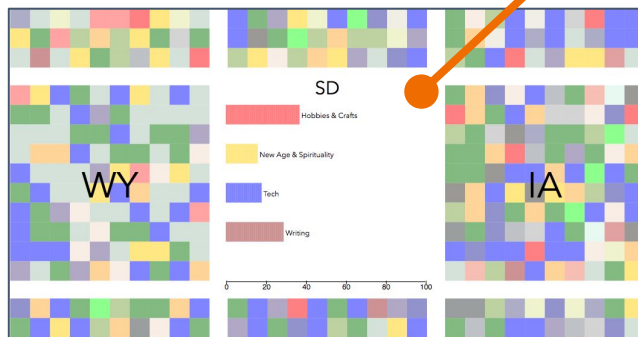 SD
Hobbies & Crafts
New Age & Spirituality
WY
IA
Tech
Writing
0 20 40 60 80 100